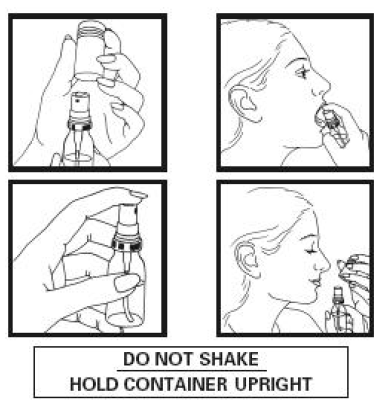 DO NOT SHAKE
HOLD CONTAINER UPRIGHT